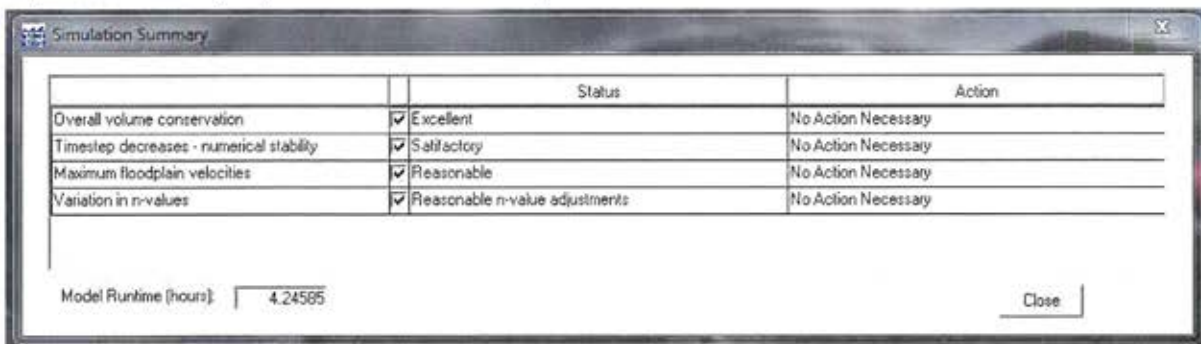 Simulation Summary
Status Action
Overall volume conservation Excellent No Action Necessary
Timestep decreases - numerical stability Satifactory No Action Necessary
Maximum floodplain velocities Reasonable No Action Necessary
Variation in n-values Reasonable n-value adjustments No Action Necessary
Model Runtime (hours): 4.24585 Close